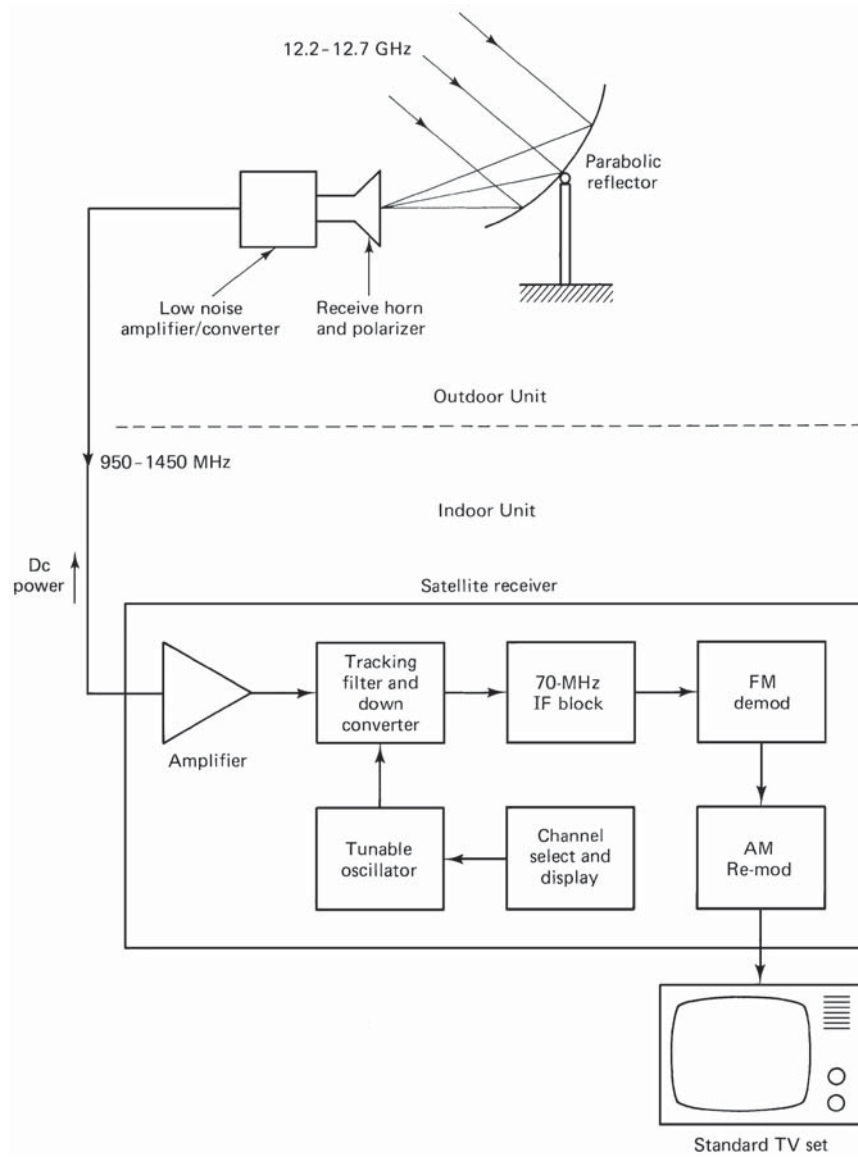 12.2-12.7 GHz
Parabolic
reflector
Low noise
amplifier/converter
Receive horn
and polarizer
Outdoor Unit
950-1450 MHz
Indoor Unit
Dc
power
Satellite receiver
Amplifier
Tracking
filter and
down
converter
70-MHz
IF block
FM
demod
Tunable
oscillator
Channel
select and
display
AM
Re-mod
Standard TV set